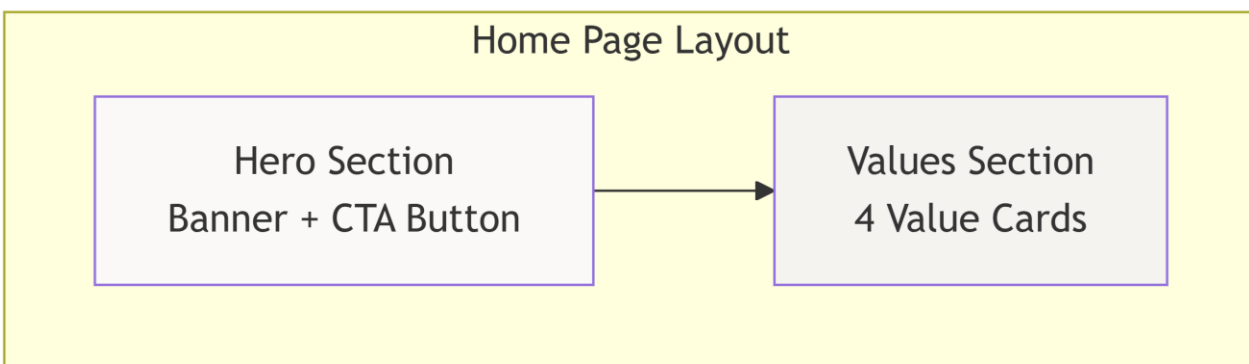 Home Page Layout
Hero Section
Banner + CTA Button
Values Section
4 Value Cards